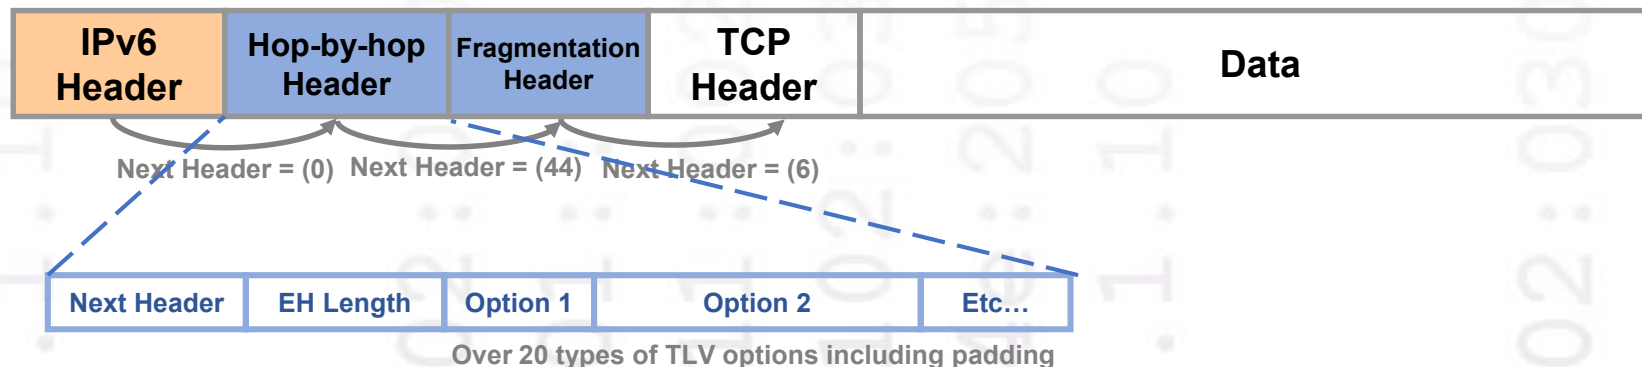 IPv6
Header
Hop-by-hop
Header
Fragmentation
Header
TCP
Header
Data
Next Header = (0)
Next Header = (44)
Next Header = (6)
Next Header
EH Length
Option 1
Option 2
Etc...
Over 20 types of TLV options including padding